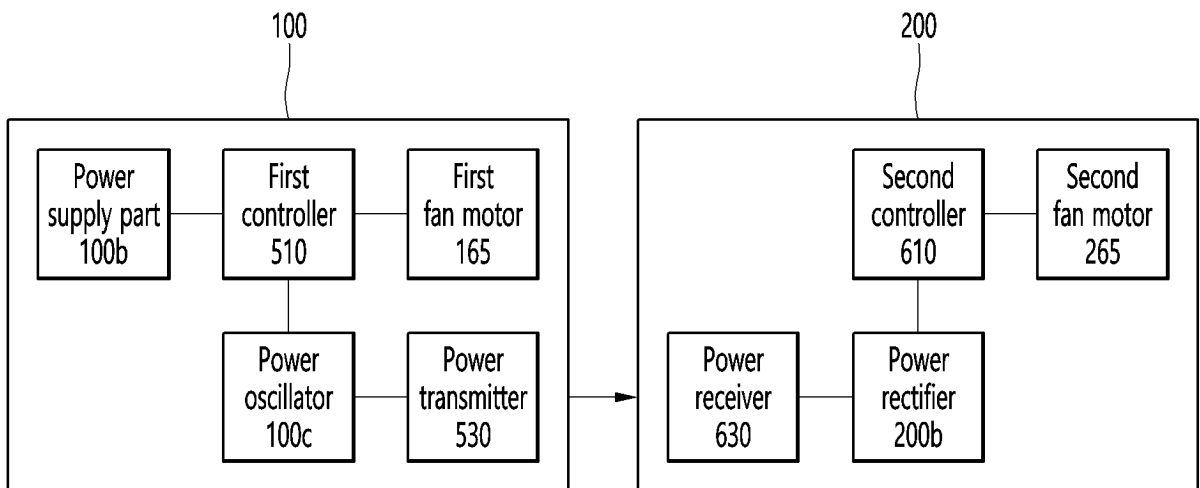 100
200
Power
supply part
100b
First
controller
510
First
fan motor
165
Second
controller
610
Second
fan motor
265
Power
oscillator
100c
Power
transmitter
530
Power
receiver
630
Power
rectifier
200b